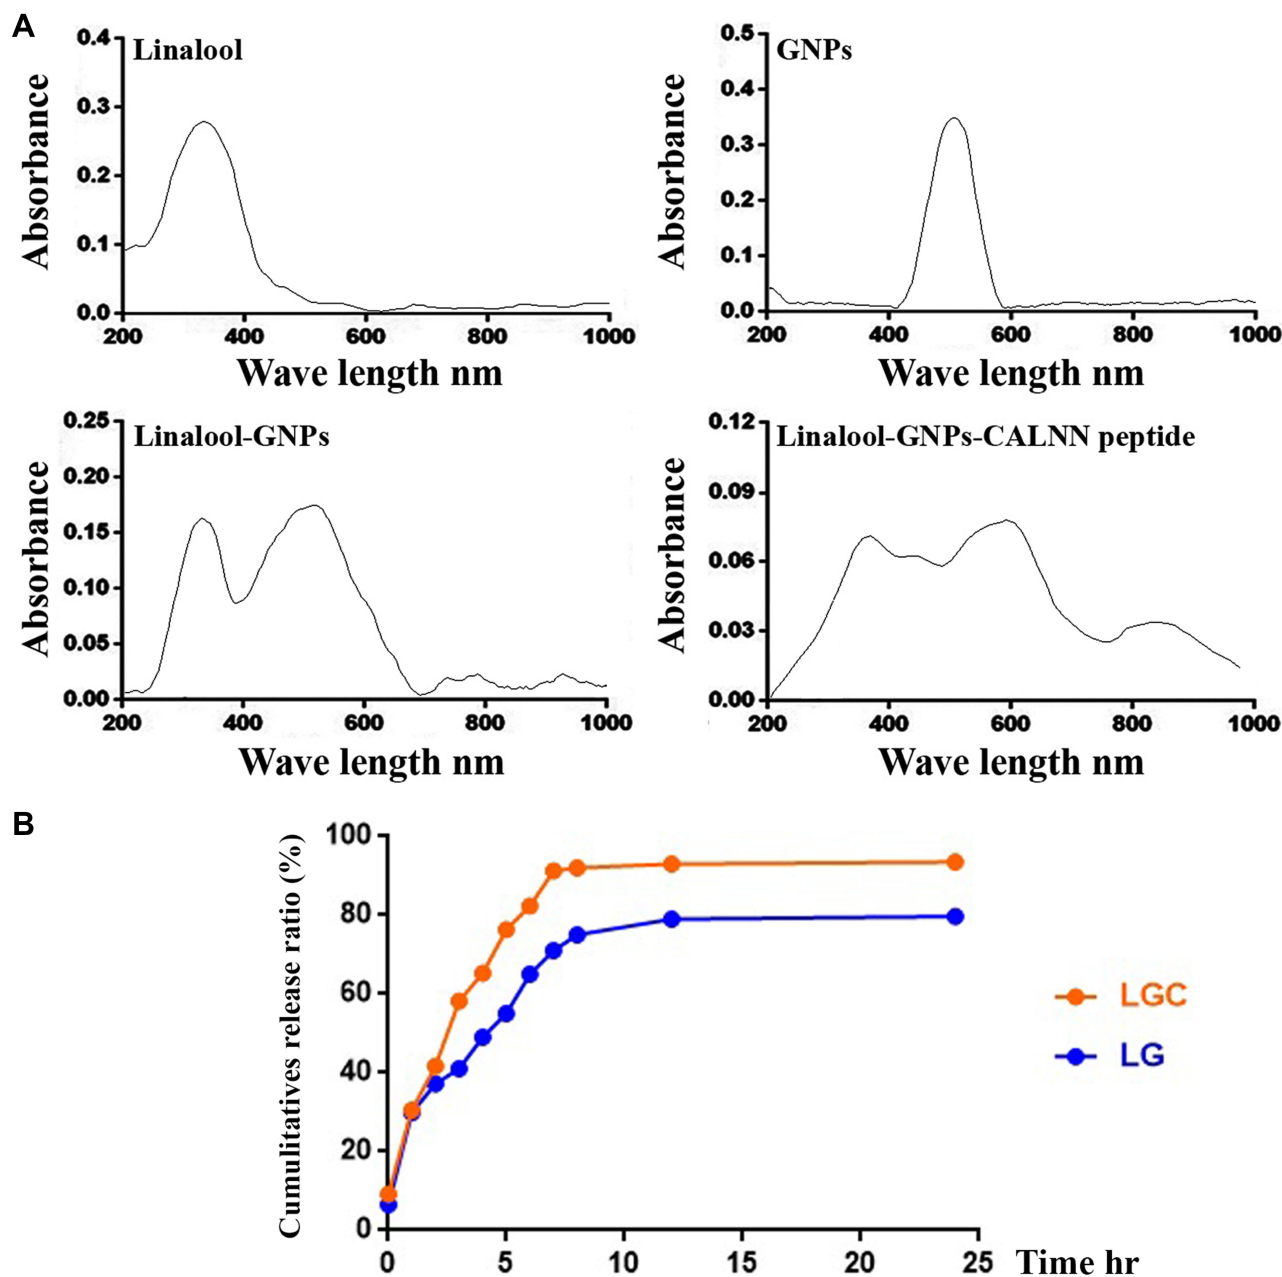 A
Linalool
0.4
0.3
0.2
0.1
0.0
Absorbance
200 400 600 800 1000
Wave length nm
GNPs
0.5
0.4
0.3
0.2
0.1
0.0
Absorbance
200 400 600 800 1000
Wave length nm
Linalool-GNPs
0.25
0.20
0.15
0.10
0.05
0.00
Absorbance
200 400 600 800 1000
Wave length nm
Linalool-GNPs-CALNN peptide
0.12
0.09
0.06
0.03
0.00
Absorbance
200 400 600 800 1000
Wave length nm
B
100
80
60
40
20
0
Cumulitatives release ratio (%)
0 5 10 15 20 25
Time hr
LGC
LG